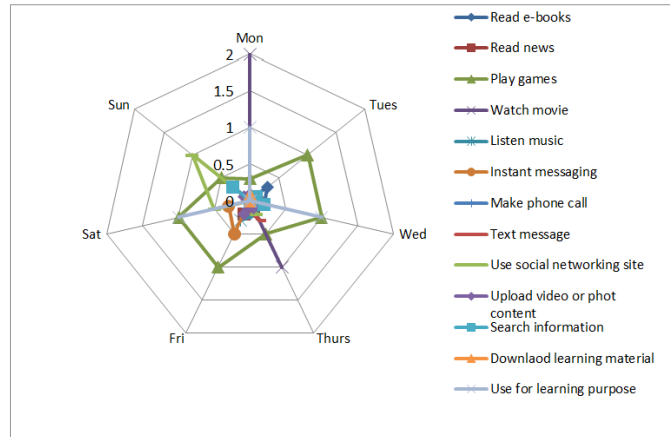 Mon
2
1.5
1
0.5
0
Tues
Wed
Thurs
Fri
Sat
Sun
Read e-books
Read news
Play games
Watch movie
Listen music
Instant messaging
Make phone call
Text message
Use social networking site
Upload video or phot
content
Search information
Downlaod learning material
Use for learning purpose